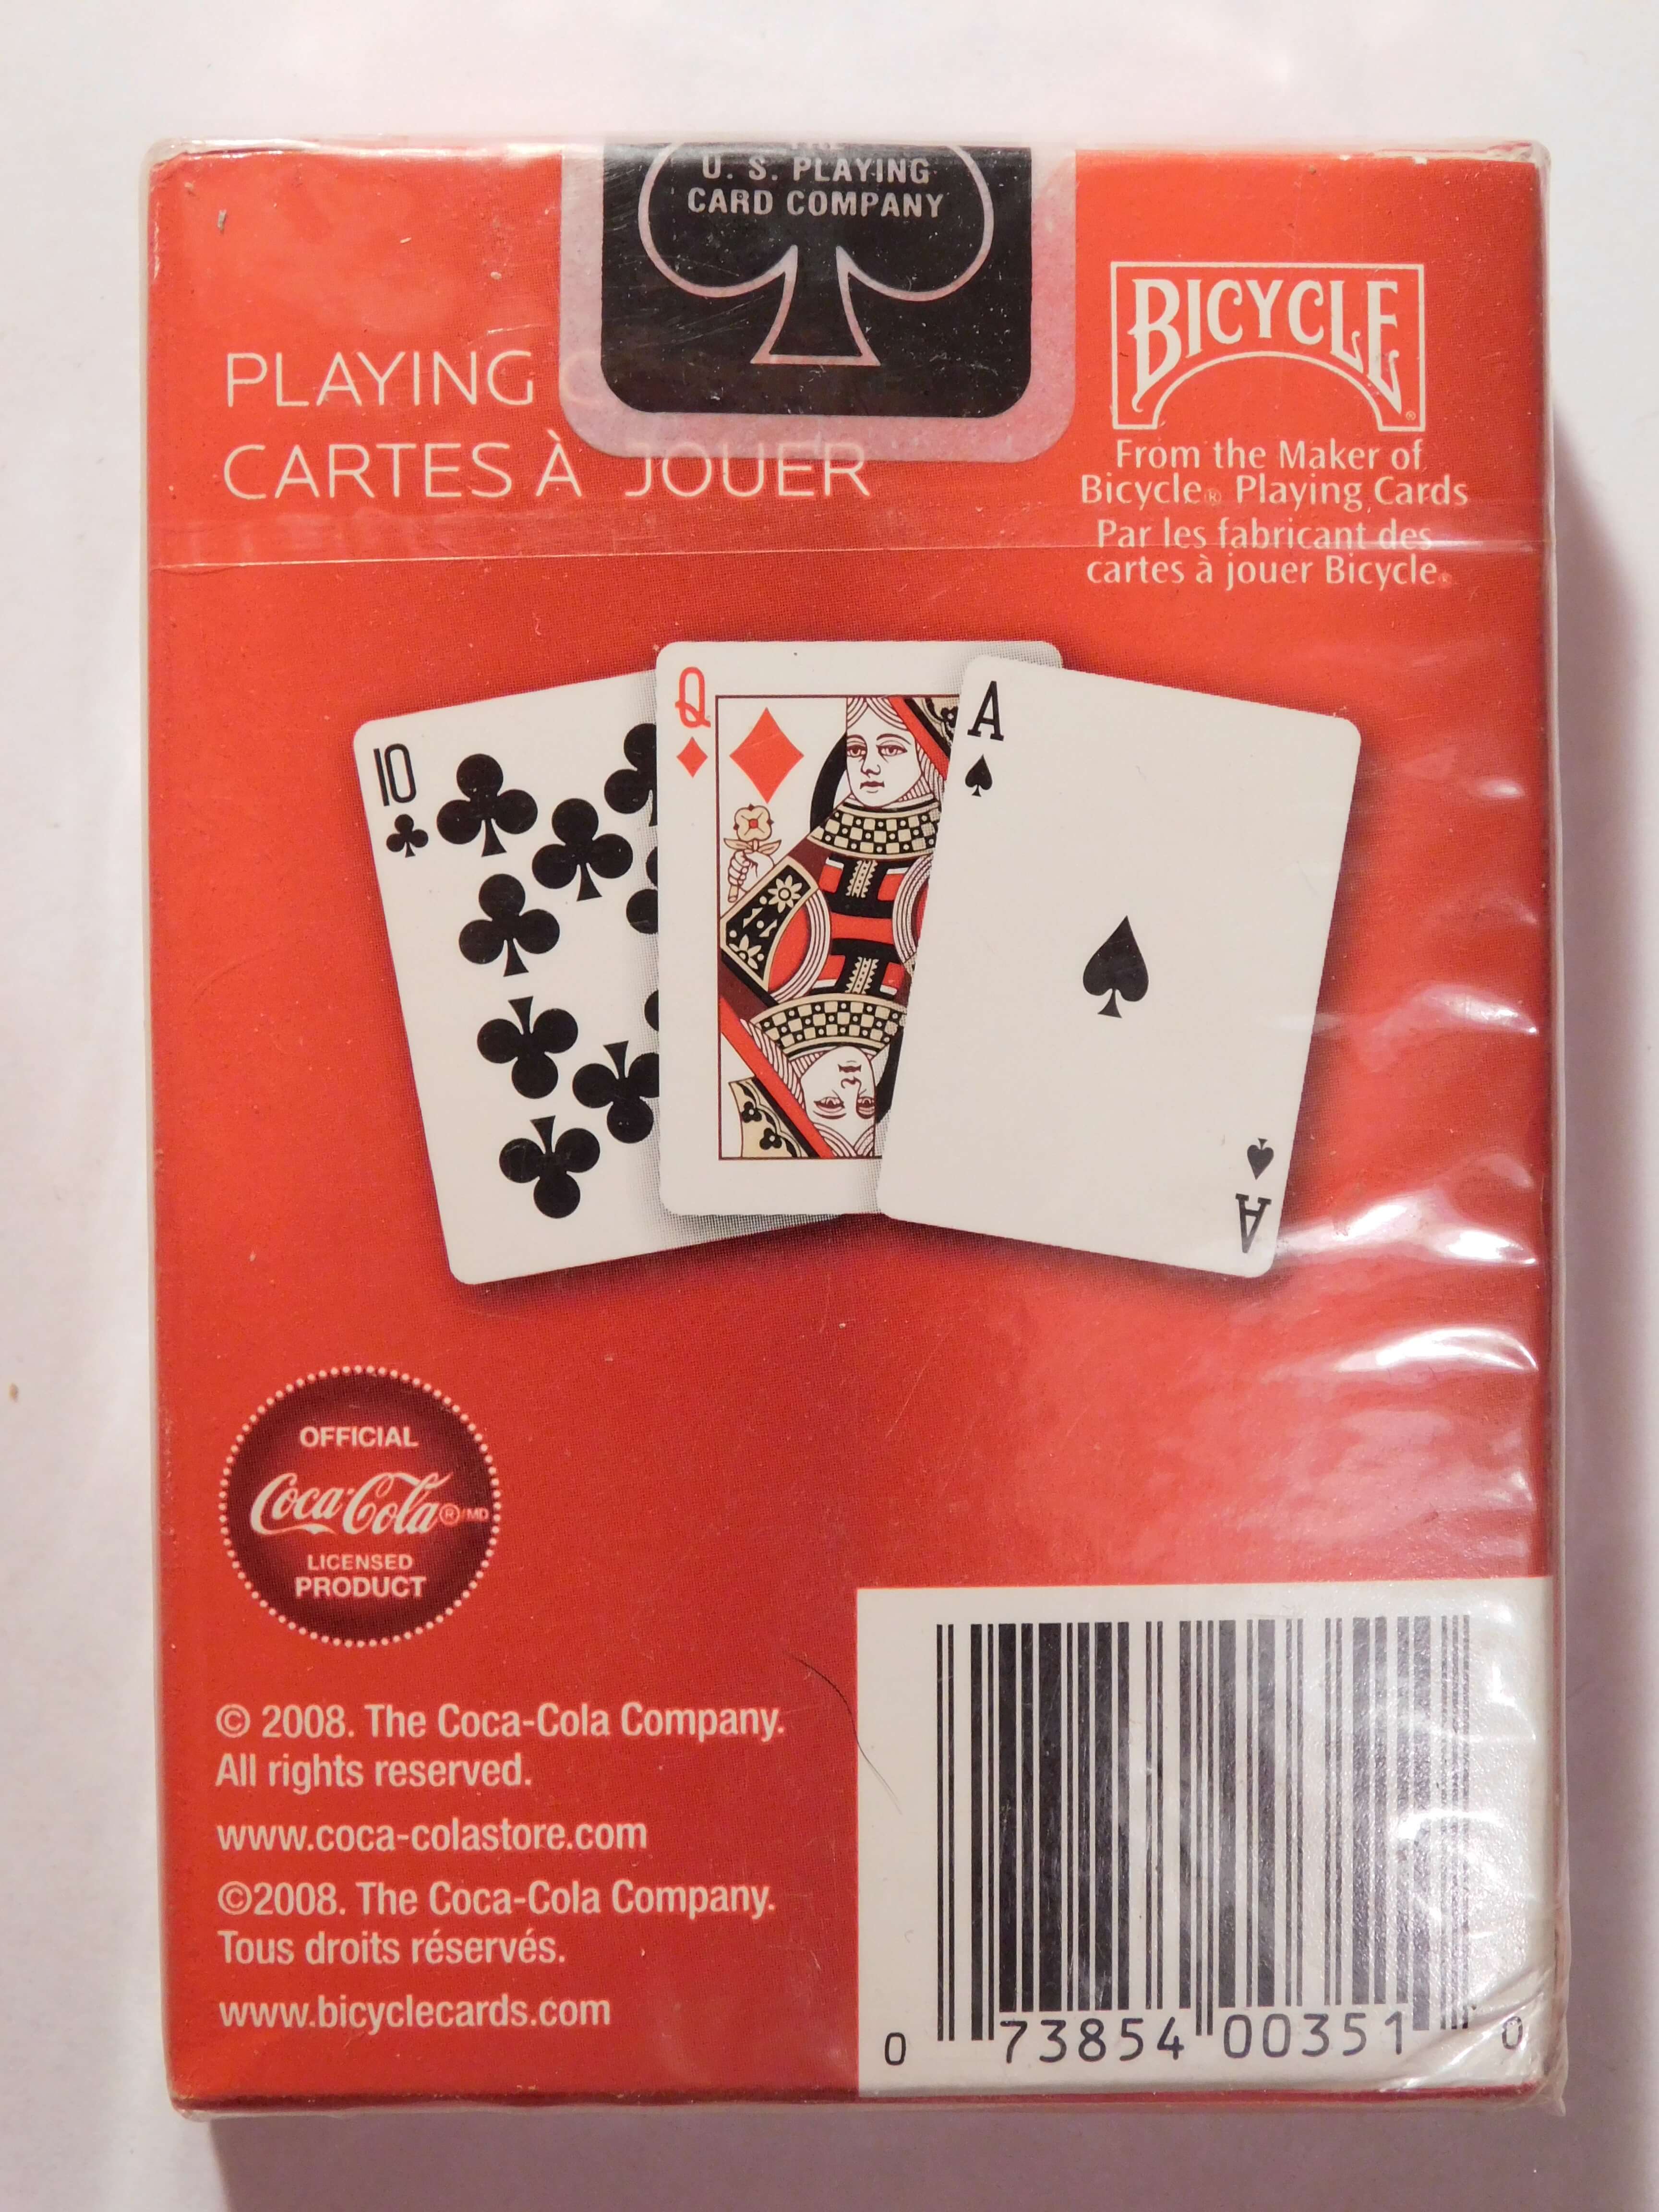 U. S. PLAYING
CARD COMPANY
PLAYING
CARTES À JOUER
BICYCLE®
From the Maker of
Bicycle® Playing Cards
Par les fabricant des
cartes à jouer Bicycle®
10
Q
A
A
OFFICIAL
Coca-Cola®/MD
LICENSED
PRODUCT
© 2008. The Coca-Cola Company.
All rights reserved.
www.coca-colastore.com
©2008. The Coca-Cola Company.
Tous droits réservés.
www.bicyclecards.com
0 73854 00351 0